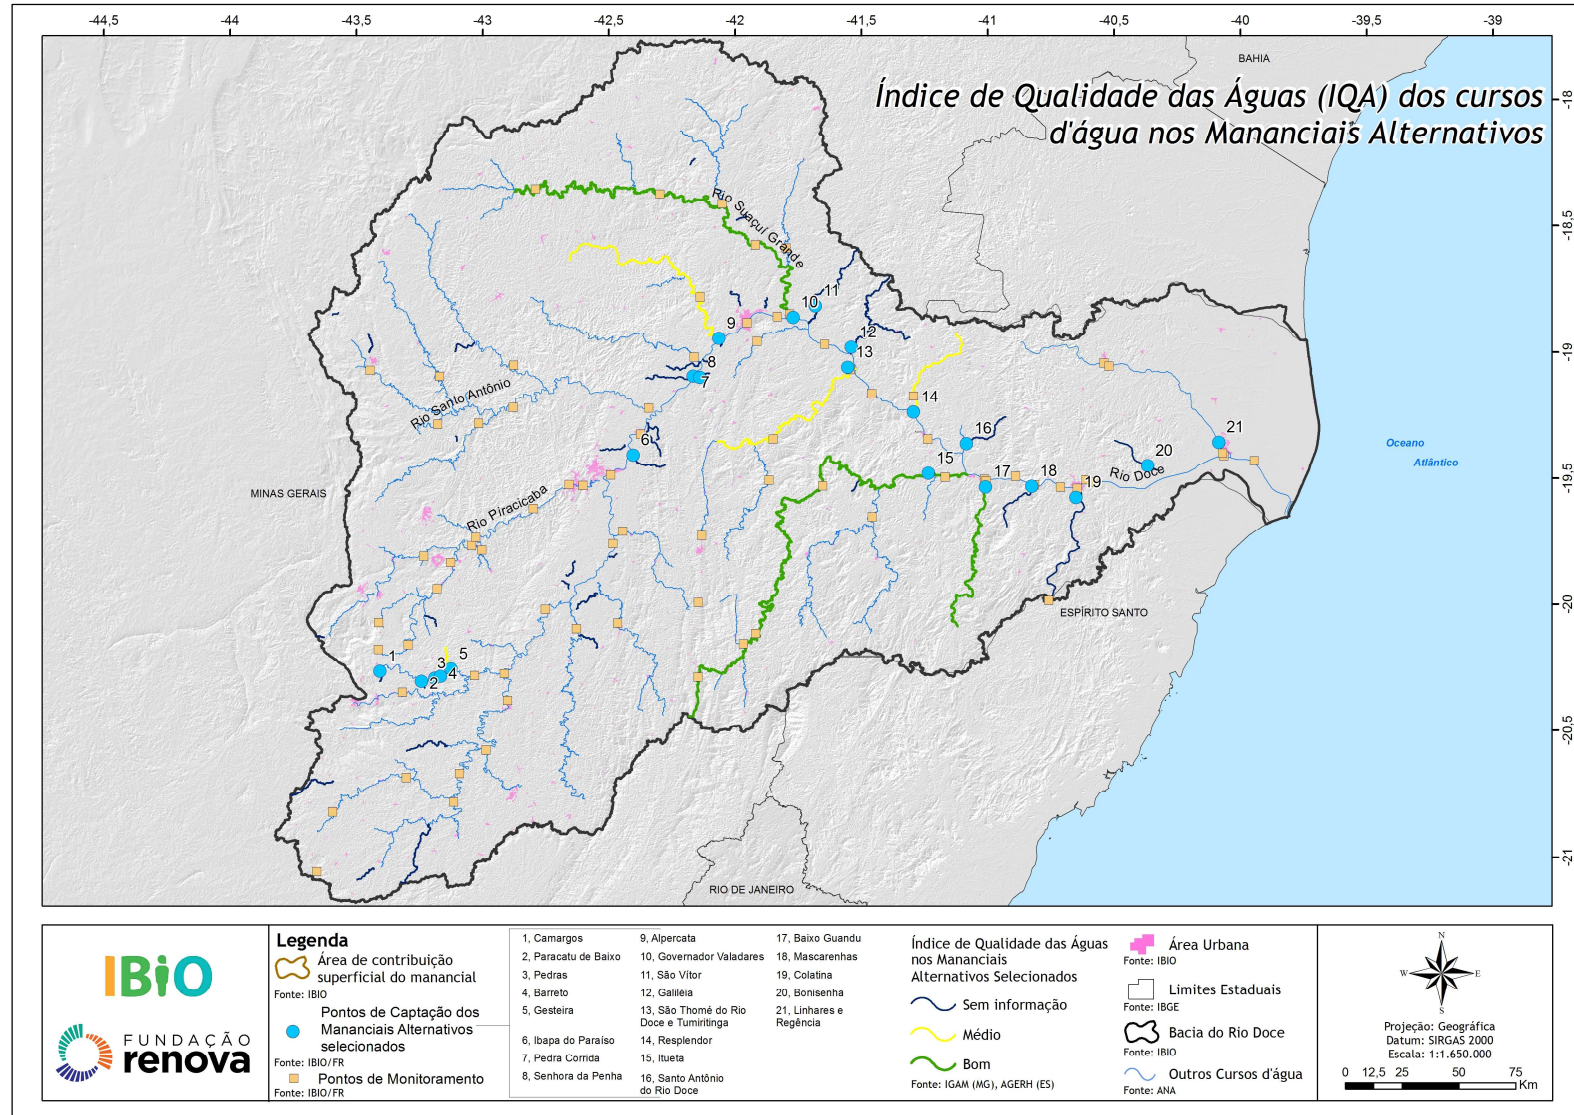 -44,5 -44 -43,5 -43 -42,5 -42 -41,5 -41 -40,5 -40 -39,5 -39
BAHIA
Índice de Qualidade das Águas (IQA) dos cursos
d'água nos Mananciais Alternativos
-18
Rio Suaçuí Grande
-18,5
11
10
9
12
13
-19
8
7
Rio Santo Antônio
14
16
21
6
Oceano
Atlântico
15
20
17
18
Rio Doce
19
-19,5
MINAS GERAIS
Rio Piracicaba
-20
ESPÍRITO SANTO
1
5
3
4
2
-20,5
RIO DE JANEIRO
-21
IBiO
FUNDAÇÃO
renova
Legenda
Área de contribuição
superficial do manancial
Fonte: IBIO
Pontos de Captação dos
Mananciais Alternativos
selecionados
Fonte: IBIO/FR
Pontos de Monitoramento
Fonte: IBIO/FR
1, Camargos
2, Paracatu de Baixo
3, Pedras
4, Barreto
5, Gesteira
6, Ibapa do Paraíso
7, Pedra Corrida
8, Senhora da Penha
9, Alpercata
10, Governador Valadares
11, São Vítor
12, Galiléia
13, São Thomé do Rio
Doce e Tumiritinga
14, Resplendor
15, Itueta
16, Santo Antônio
do Rio Doce
17, Baixo Guandu
18, Mascarenhas
19, Colatina
20, Bonisenha
21, Linhares e
Regência
Índice de Qualidade das Águas
nos Mananciais
Alternativos Selecionados
Sem informação
Médio
Bom
Fonte: IGAM (MG), AGERH (ES)
Área Urbana
Fonte: IBIO
Limites Estaduais
Fonte: IBGE
Bacia do Rio Doce
Fonte: IBIO
Outros Cursos d'água
Fonte: ANA
N
W E
S
Projeção: Geográfica
Datum: SIRGAS 2000
Escala: 1:1.650.000
0 12,5 25 50 75
Km